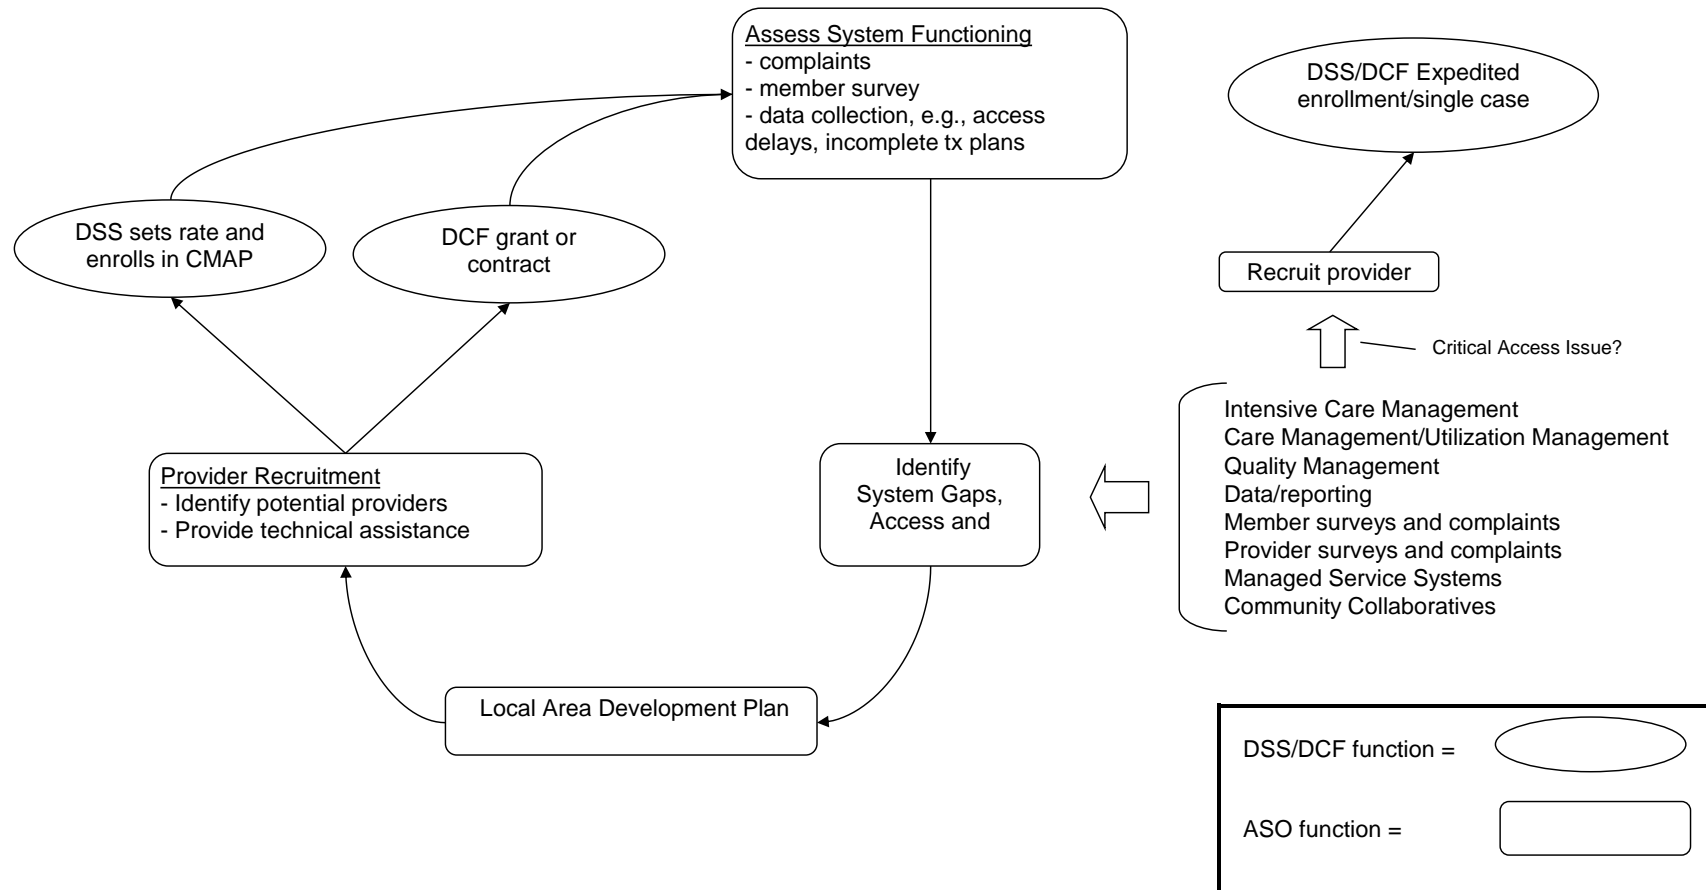 Assess System Functioning
- complaints
- member survey
- data collection, e.g., access
delays, incomplete tx plans
DSS/DCF Expedited
enrollment/single case
DSS sets rate and
enrolls in CMAP
DCF grant or
contract
Recruit provider
Critical Access Issue?
Intensive Care Management
Care Management/Utilization Management
Quality Management
Data/reporting
Member surveys and complaints
Provider surveys and complaints
Managed Service Systems
Community Collaboratives
Provider Recruitment
- Identify potential providers
- Provide technical assistance
Identify
System Gaps,
Access and
Local Area Development Plan
DSS/DCF function =
ASO function =